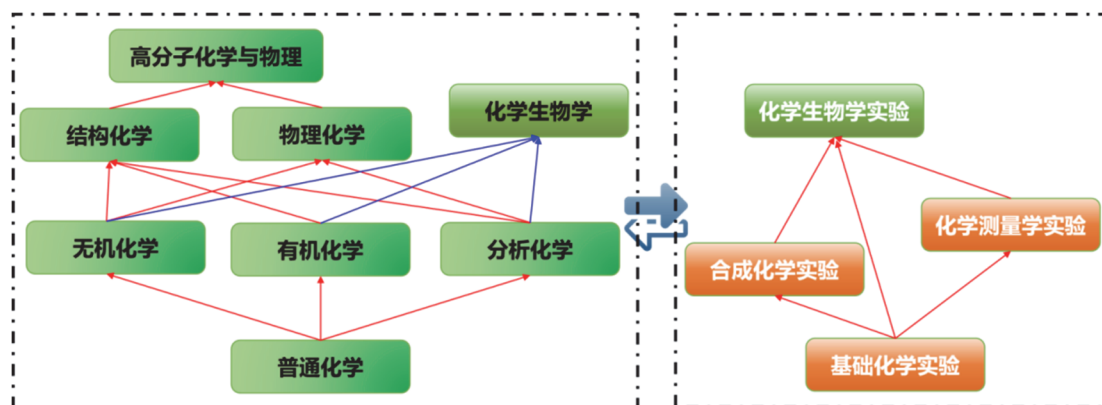 高分子化学与物理
结构化学
物理化学
化学生物学
无机化学
有机化学
分析化学
普通化学
化学生物学实验
化学测量学实验
合成化学实验
基础化学实验